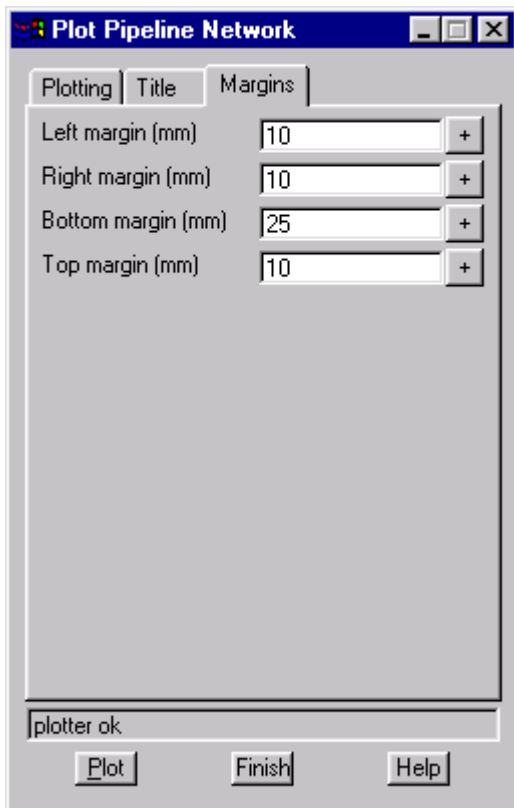 Plot Pipeline Network
Plotting Title Margins
Left margin (mm) 10 +
Right margin (mm) 10 +
Bottom margin (mm) 25 +
Top margin (mm) 10 +
plotter ok
Plot Finish Help